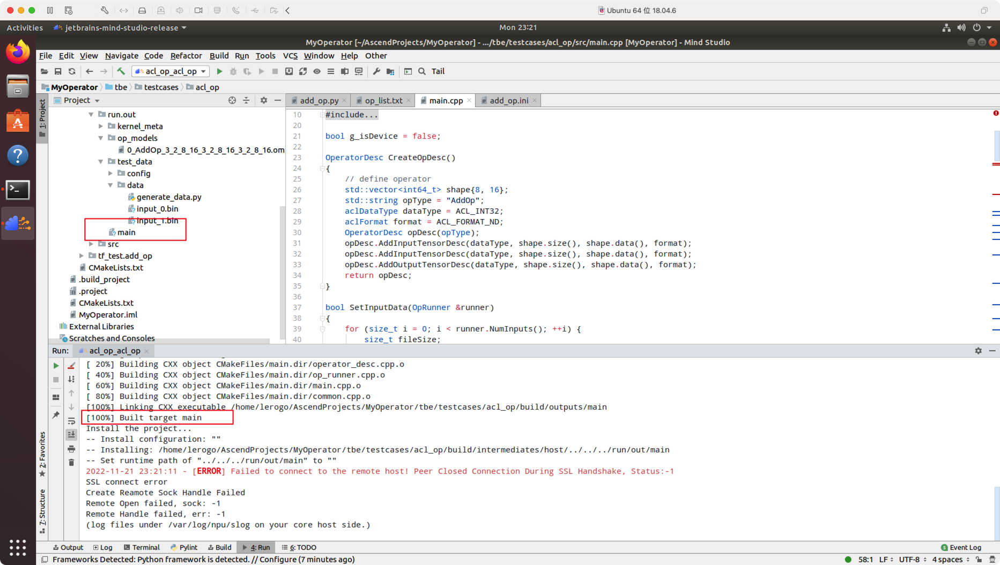 Ubuntu 64 位 18.04.6
Activities
jetbrains-mind-studio-release
Mon 23:21
MyOperator [~/AscendProjects/MyOperator] - .../tbe/testcases/acl_op/src/main.cpp [MyOperator] - Mind Studio
File Edit View Navigate Code Refactor Build Run Tools VCS Window Help Other
acl_op_acl_op
Tail
MyOperator tbe testcases acl_op
1: Project
Project
add_op.py
op_list.txt
main.cpp
add_op.ini
run.out
kernel_meta
op_models
0_AddOp_3_2_8_16_3_2_8_16_3_2_8_16.om
test_data
config
data
generate_data.py
input_0.bin
input_1.bin
main
src
tf_test.add_op
CMakeLists.txt
.build_project
.project
CMakeLists.txt
MyOperator.iml
External Libraries
Scratches and Consoles
10 #include...
20
21 bool g_isDevice = false;
22
23 OperatorDesc CreateOpDesc()
24 {
25 // define operator
26 std::vector<int64_t> shape{8, 16};
27 std::string opType = "AddOp";
28 aclDataType dataType = ACL_INT32;
29 aclFormat format = ACL_FORMAT_ND;
30 OperatorDesc opDesc(opType);
31 opDesc.AddInputTensorDesc(dataType, shape.size(), shape.data(), format);
32 opDesc.AddInputTensorDesc(dataType, shape.size(), shape.data(), format);
33 opDesc.AddOutputTensorDesc(dataType, shape.size(), shape.data(), format);
34 return opDesc;
35 }
36
37 bool SetInputData(OpRunner &runner)
38 {
39 for (size_t i = 0; i < runner.NumInputs(); ++i) {
40 size_t fileSize;
Run: acl_op_acl_op
[ 20%] Building CXX object CMakeFiles/main.dir/operator_desc.cpp.o
[ 40%] Building CXX object CMakeFiles/main.dir/op_runner.cpp.o
[ 60%] Building CXX object CMakeFiles/main.dir/main.cpp.o
[ 80%] Building CXX object CMakeFiles/main.dir/common.cpp.o
[100%] Linking CXX executable /home/lerogo/AscendProjects/MyOperator/tbe/testcases/acl_op/build/outputs/main
[100%] Built target main
Install the project...
-- Install configuration: ""
-- Installing: /home/lerogo/AscendProjects/MyOperator/tbe/testcases/acl_op/build/intermediates/host/../../../run/out/main
-- Set runtime path of "../../../run/out/main" to ""
2022-11-21 23:21:11 - [ERROR] Failed to connect to the remote host! Peer Closed Connection During SSL Handshake, Status:-1
SSL connect error
Create Reamote Sock Handle Failed
Remote Open failed, sock: -1
Remote Handle failed, err: -1
(log files under /var/log/npu/slog on your core host side.)
2: Favorites
7: Structure
Output Log Terminal Pylint Build 4: Run 6: TODO
5 Event Log
Frameworks Detected: Python framework is detected. // Configure (7 minutes ago)
58:1 LF UTF-8 4 spaces